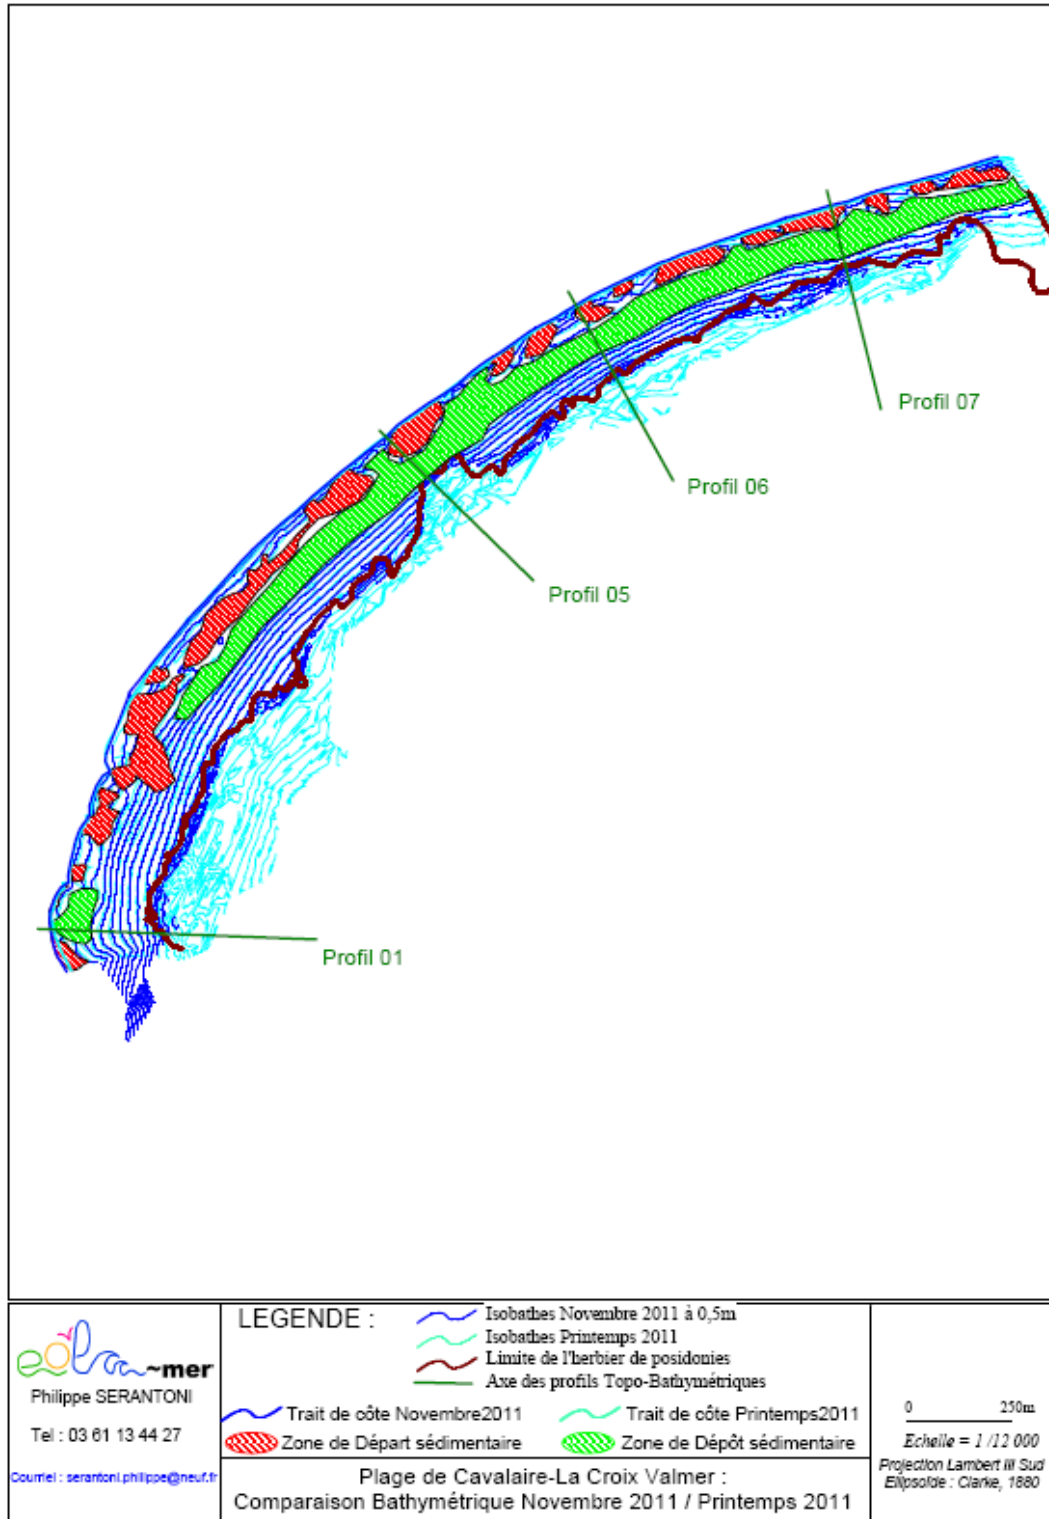 Profil 07
Profil 06
Profil 05
Profil 01
eola~mer
Philippe SERANTONI
Tel : 03 61 13 44 27
Courriel : serantoni.philippe@neuf.fr
LEGENDE :
Isobathes Novembre 2011 à 0,5m
Isobathes Printemps 2011
Limite de l'herbier de posidonies
Axe des profils Topo-Bathymétriques
Trait de côte Novembre2011
Trait de côte Printemps2011
Zone de Départ sédimentaire
Zone de Dépôt sédimentaire
Plage de Cavalaire-La Croix Valmer :
Comparaison Bathymétrique Novembre 2011 / Printemps 2011
0 250m
Echelle = 1 /12 000
Projection Lambert III Sud
Ellipsoïde : Clarke, 1880